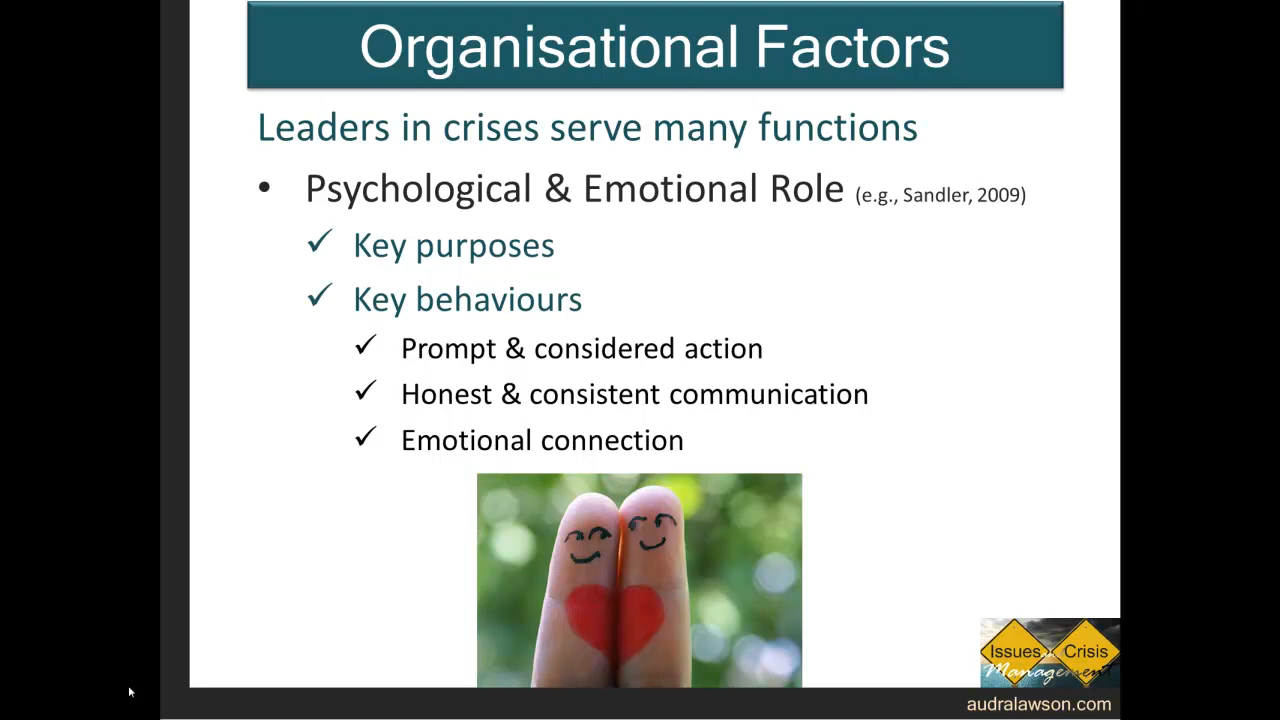 Organisational Factors
Leaders in crises serve many functions
• Psychological & Emotional Role (e.g., Sandler, 2009)
✓ Key purposes
✓ Key behaviours
✓ Prompt & considered action
✓ Honest & consistent communication
✓ Emotional connection
Issues Crisis
Management
audralawson.com